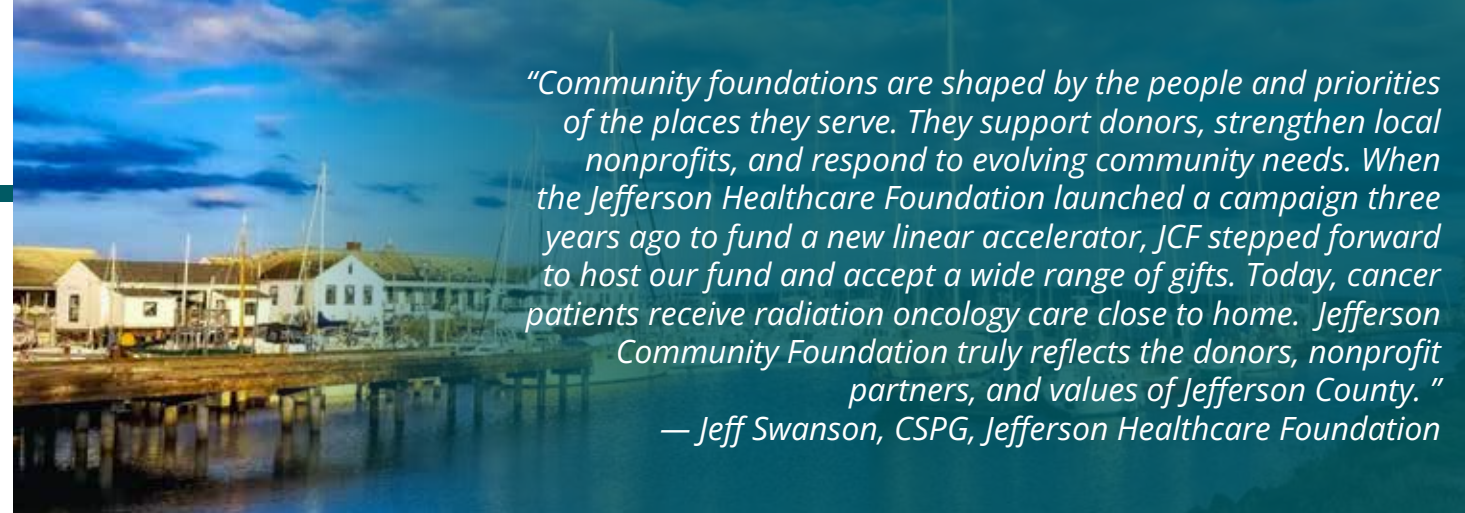 “Community foundations are shaped by the people and priorities
of the places they serve. They support donors, strengthen local
nonprofits, and respond to evolving community needs. When
the Jefferson Healthcare Foundation launched a campaign three
years ago to fund a new linear accelerator, JCF stepped forward
to host our fund and accept a wide range of gifts. Today, cancer
patients receive radiation oncology care close to home.  Jefferson
Community Foundation truly reflects the donors, nonprofit
partners, and values of Jefferson County. ”
— Jeff Swanson, CSPG, Jefferson Healthcare Foundation